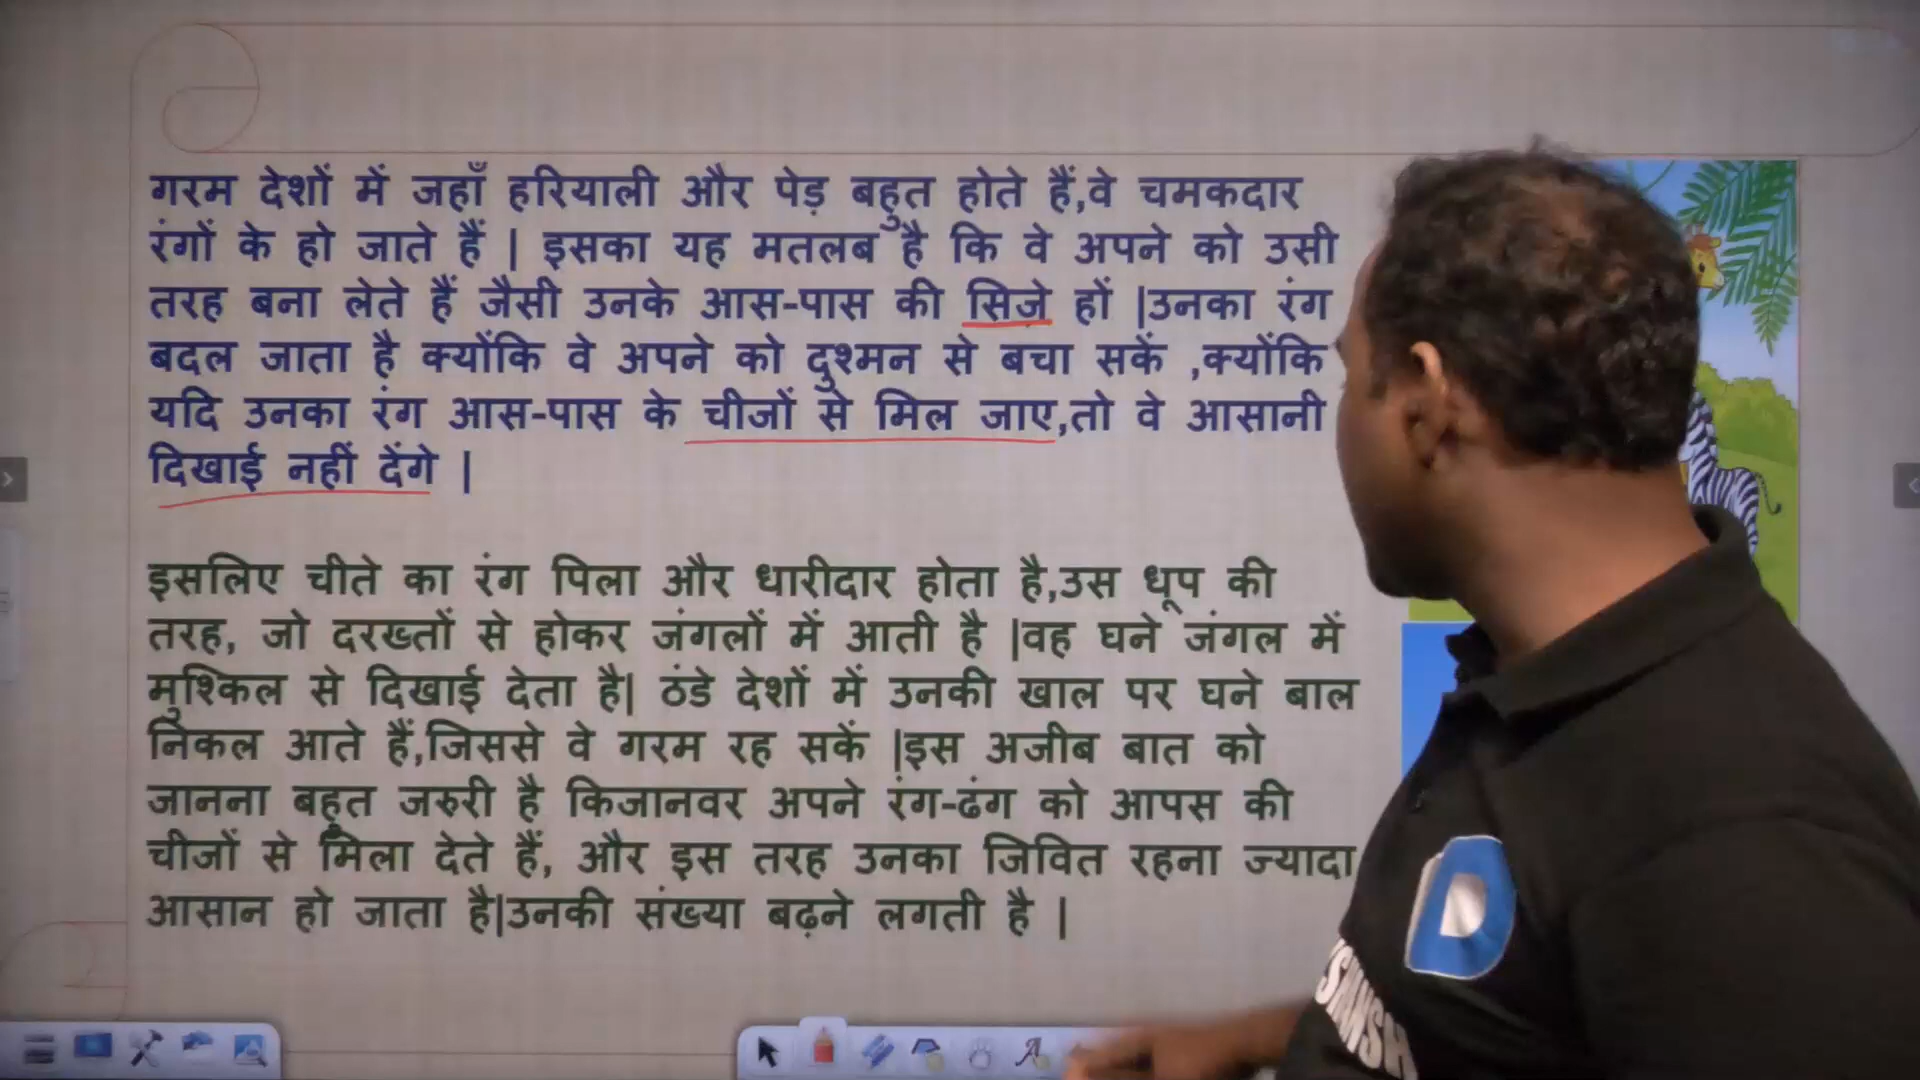 गरम देशों में जहाँ हरियाली और पेड़ बहुत होते हैं,वे चमकदार
रंगों के हो जाते हैं | इसका यह मतलब है कि वे अपने को उसी
तरह बना लेते हैं जैसी उनके आस-पास की सिजे हों |उनका रंग
बदल जाता है क्योंकि वे अपने को दुश्मन से बचा सकें ,क्योंकि
यदि उनका रंग आस-पास के चीजों से मिल जाए,तो वे आसानी
दिखाई नहीं देंगे |
इसलिए चीते का रंग पिला और धारीदार होता है,उस धूप की
तरह, जो दरख्तों से होकर जंगलों में आती है |वह घने जंगल में
मुश्किल से दिखाई देता है| ठंडे देशों में उनकी खाल पर घने बाल
निकल आते हैं,जिससे वे गरम रह सकें |इस अजीब बात को
जानना बहुत जरुरी है किजानवर अपने रंग-ढंग को आपस की
चीजों से मिला देते हैं, और इस तरह उनका जिवित रहना ज्यादा
आसान हो जाता है|उनकी संख्या बढ़ने लगती है |
D